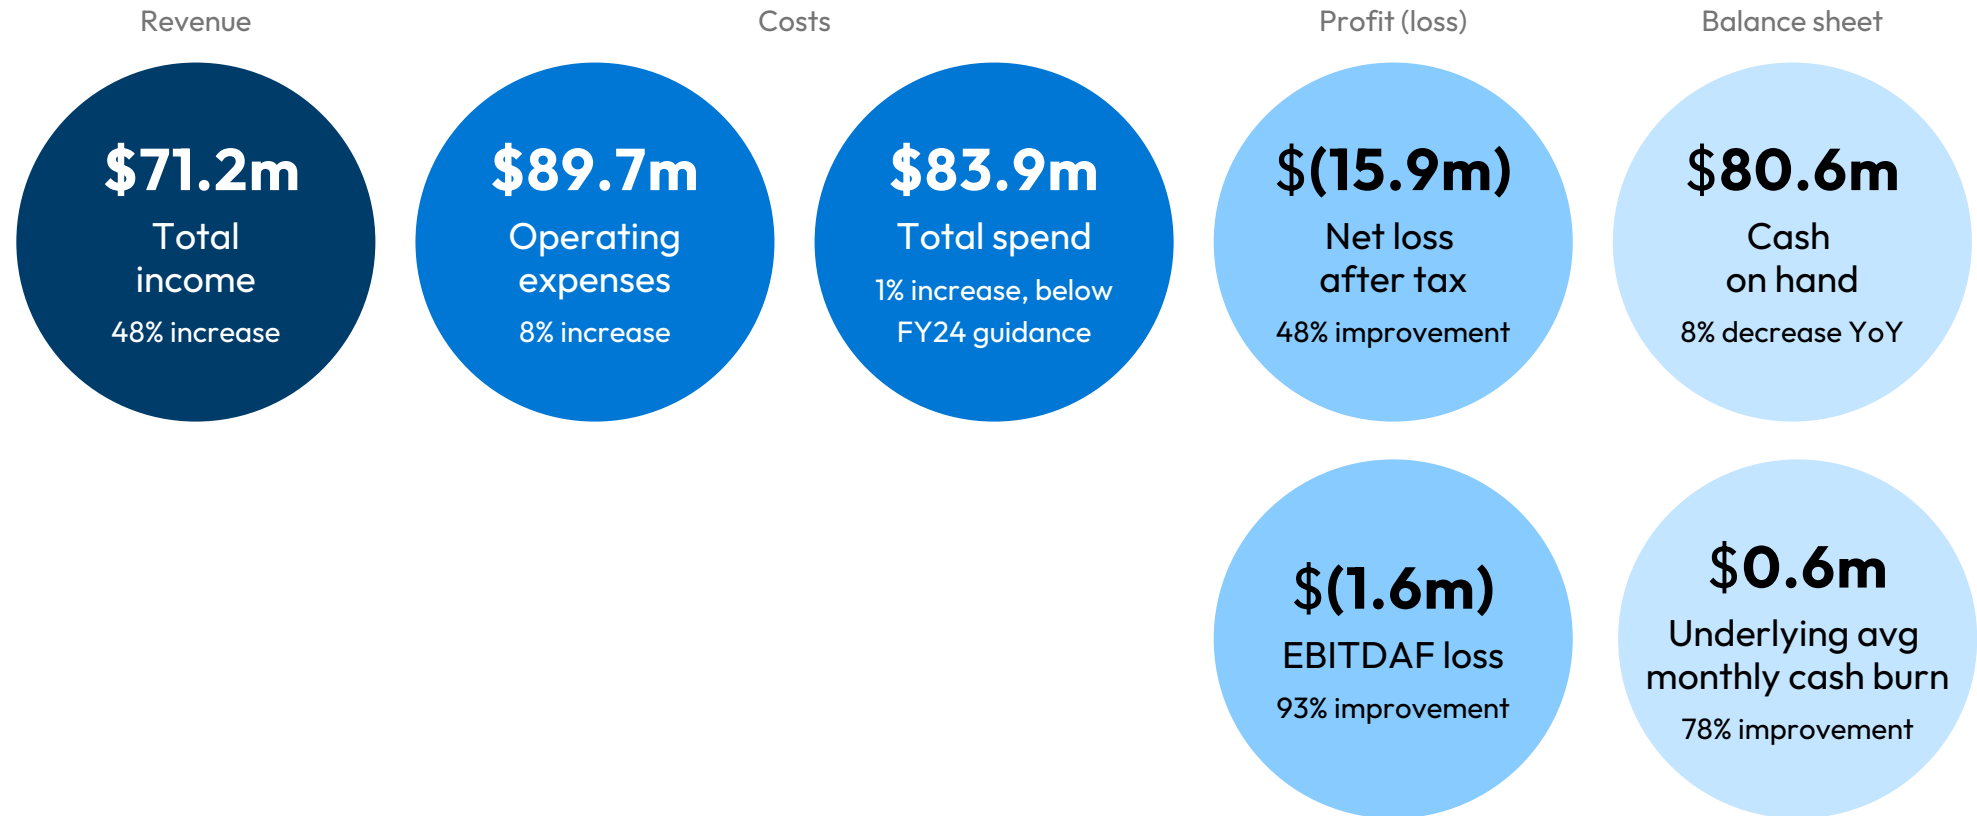 Revenue
Costs
Profit (loss)
Balance sheet
$71.2m
Total
income
48% increase
$89.7m
Operating
expenses
8% increase
$83.9m
Total spend
1% increase, below
FY24 guidance
$(15.9m)
Net loss
after tax
48% improvement
$80.6m
Cash
on hand
8% decrease YoY
$(1.6m)
EBITDAF loss
93% improvement
$0.6m
Underlying avg
monthly cash burn
78% improvement